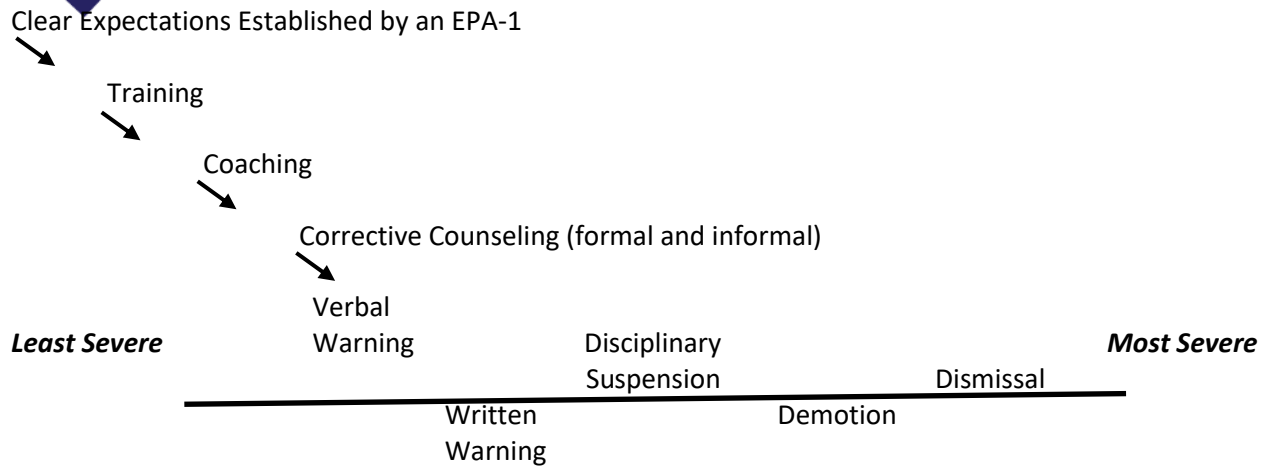 Clear Expectations Established by an EPA-1
Training
Coaching
Corrective Counseling (formal and informal)
Verbal
Least Severe Warning Disciplinary Most Severe
Suspension Dismissal
Written Demotion
Warning